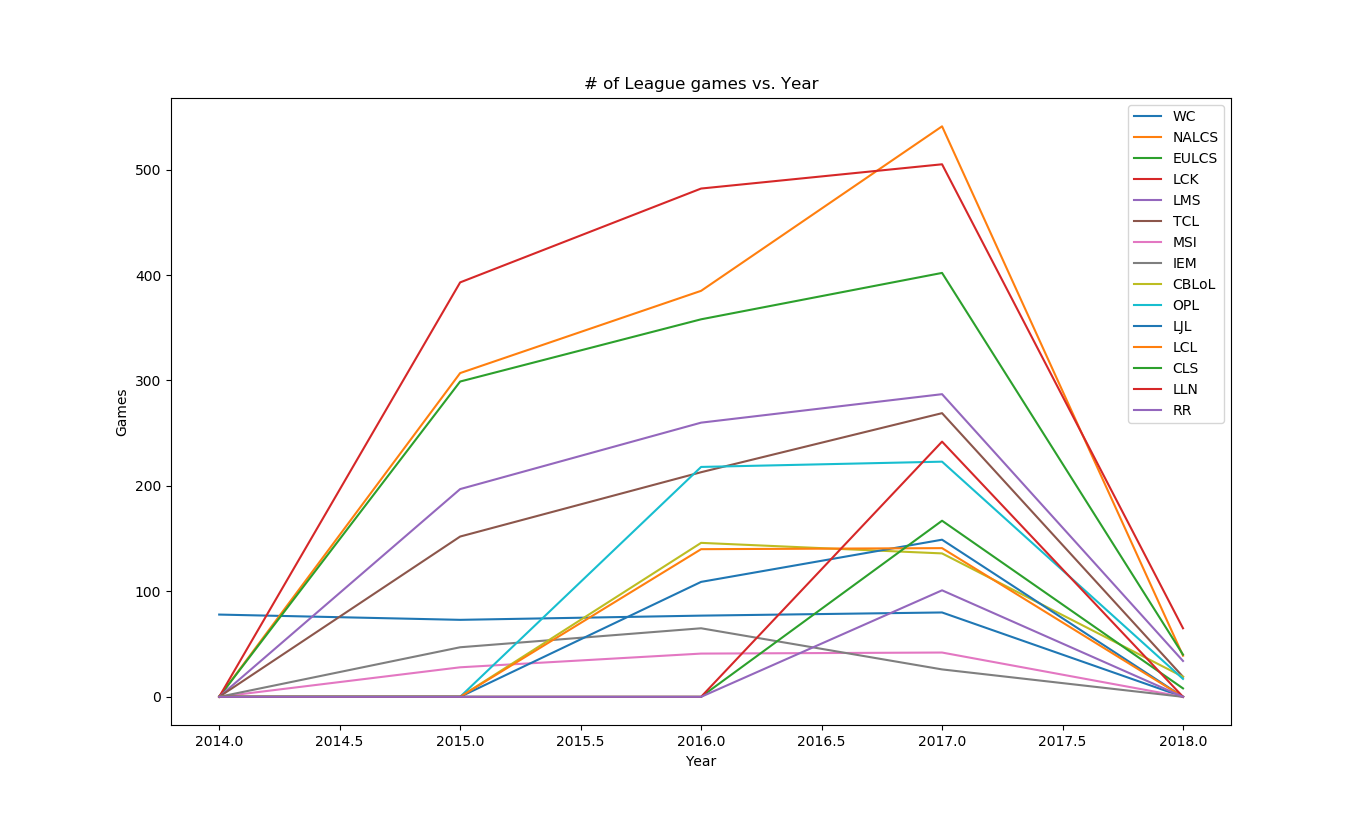 # of League games vs. Year
Games
500
400
300
200
100
0
2014.0 2014.5 2015.0 2015.5 2016.0 2016.5 2017.0 2017.5 2018.0
Year
WC
NALCS
EULCS
LCK
LMS
TCL
MSI
IEM
CBLoL
OPL
LJL
LCL
CLS
LLN
RR